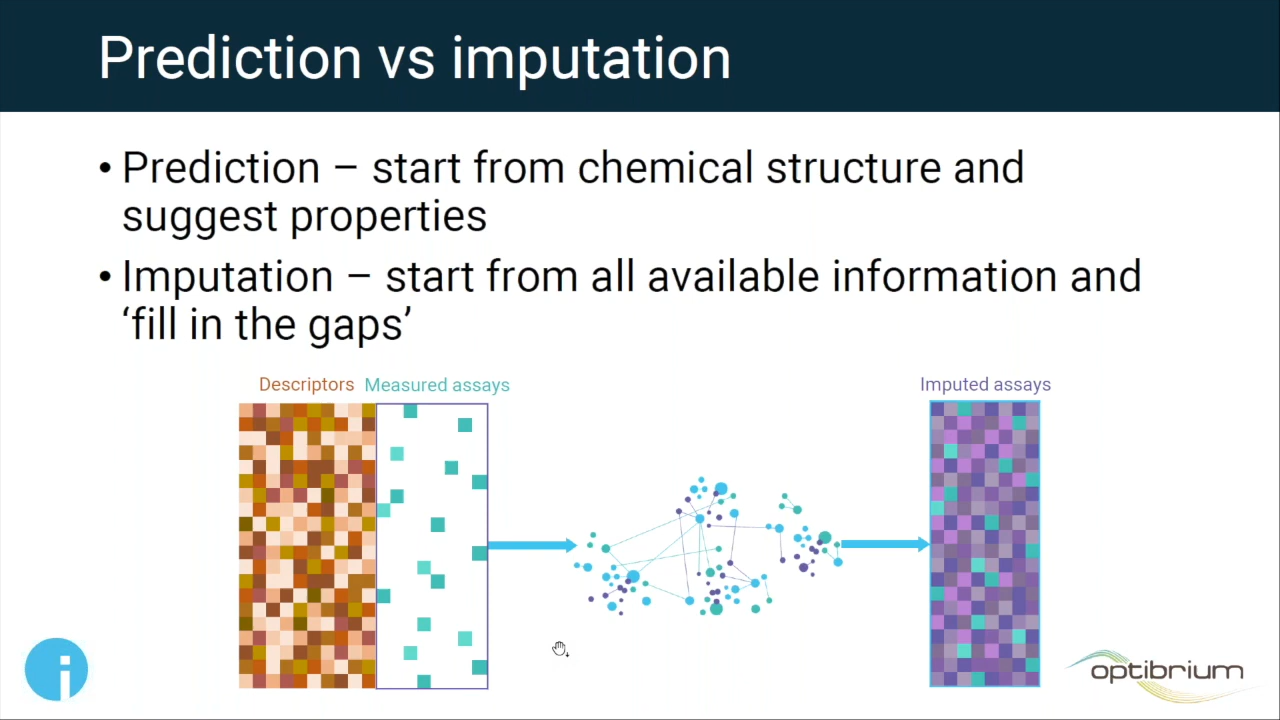 Prediction vs imputation
• Prediction – start from chemical structure and
suggest properties
• Imputation – start from all available information and
‘fill in the gaps’
Descriptors Measured assays
Imputed assays
i
optibrium